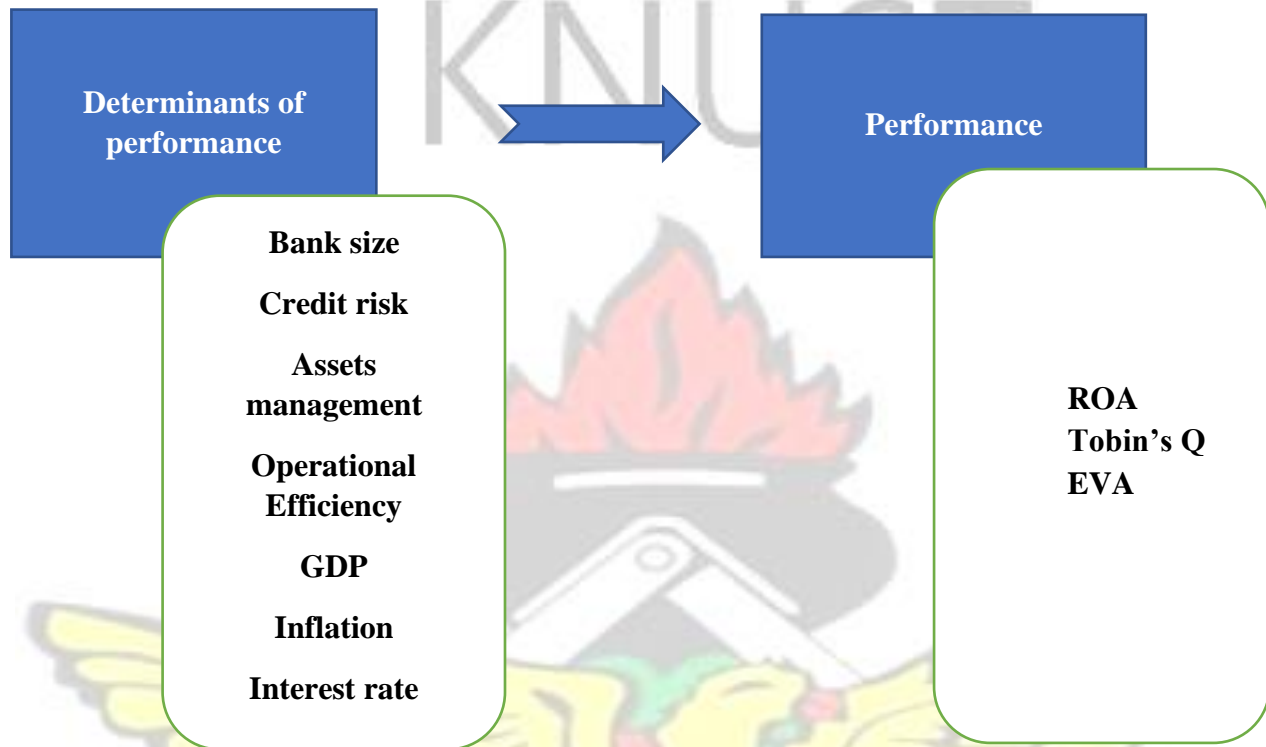 KNUST
Determinants of
performance
Performance
Bank size
Credit risk
Assets
management
Operational
Efficiency
GDP
Inflation
Interest rate
ROA
Tobin’s Q
EVA